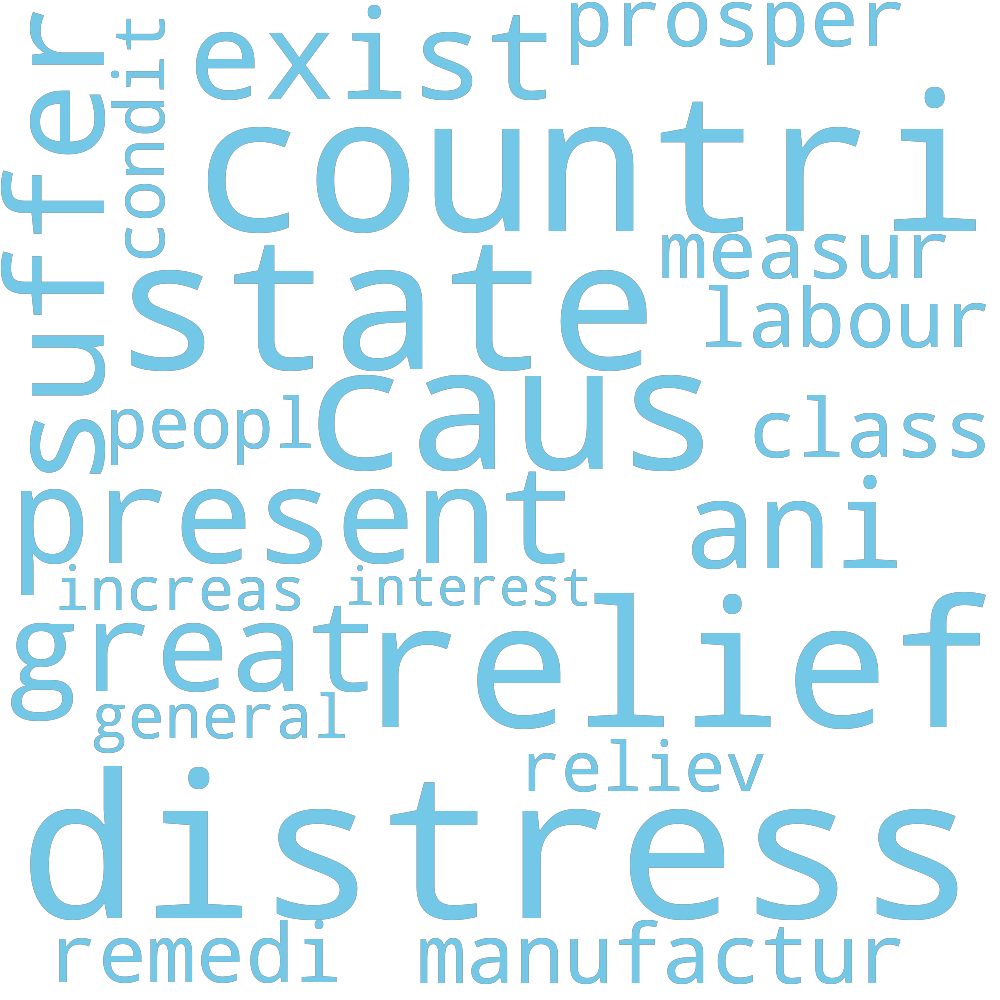 prosper
exist
condit
suffer
countri
measur
state
labour
caus
peopl
class
present
ani
increas
interest
great
relief
general
reliev
distress
remedi
manufactur